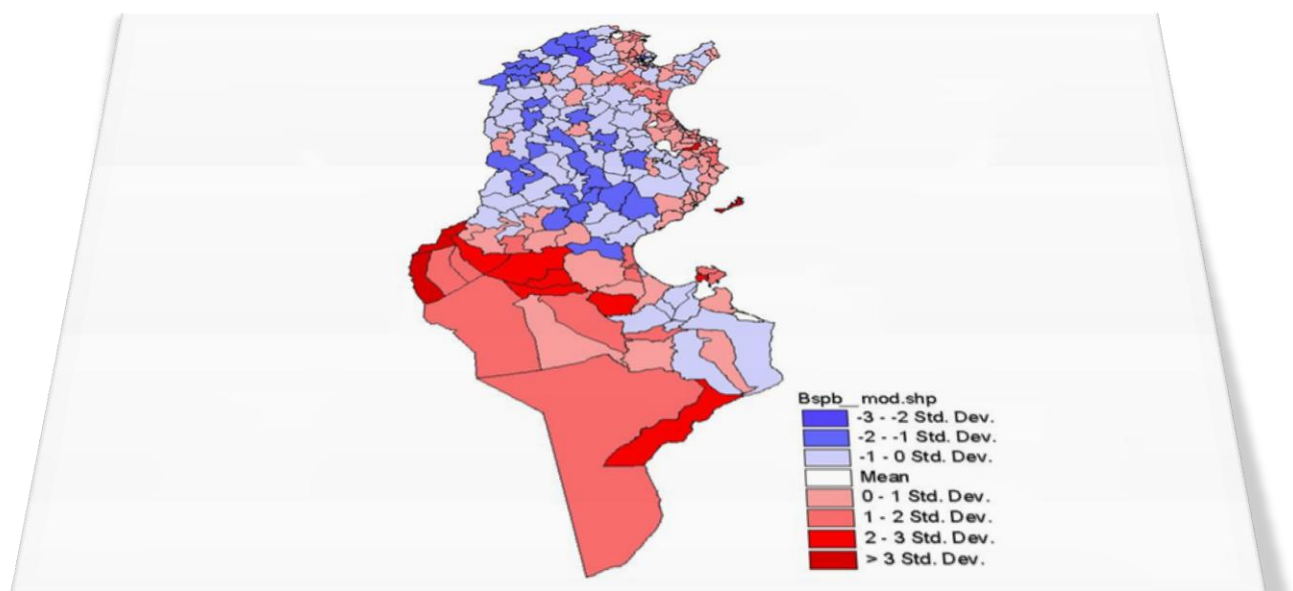 Bspb__mod.shp
-3 - -2 Std. Dev.
-2 - -1 Std. Dev.
-1 - 0 Std. Dev.
Mean
0 - 1 Std. Dev.
1 - 2 Std. Dev.
2 - 3 Std. Dev.
> 3 Std. Dev.